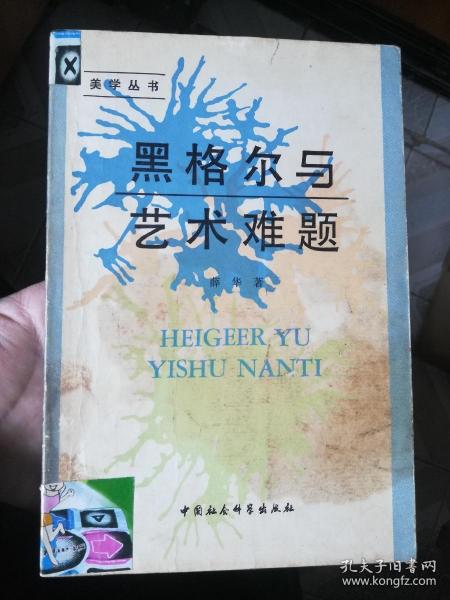 X
美学丛书
黑格尔与
艺术难题
薛华著
HEIGEER YU
YISHU NANTI
中国社会科学出版社
孔夫子旧书网
www.kongfz.com